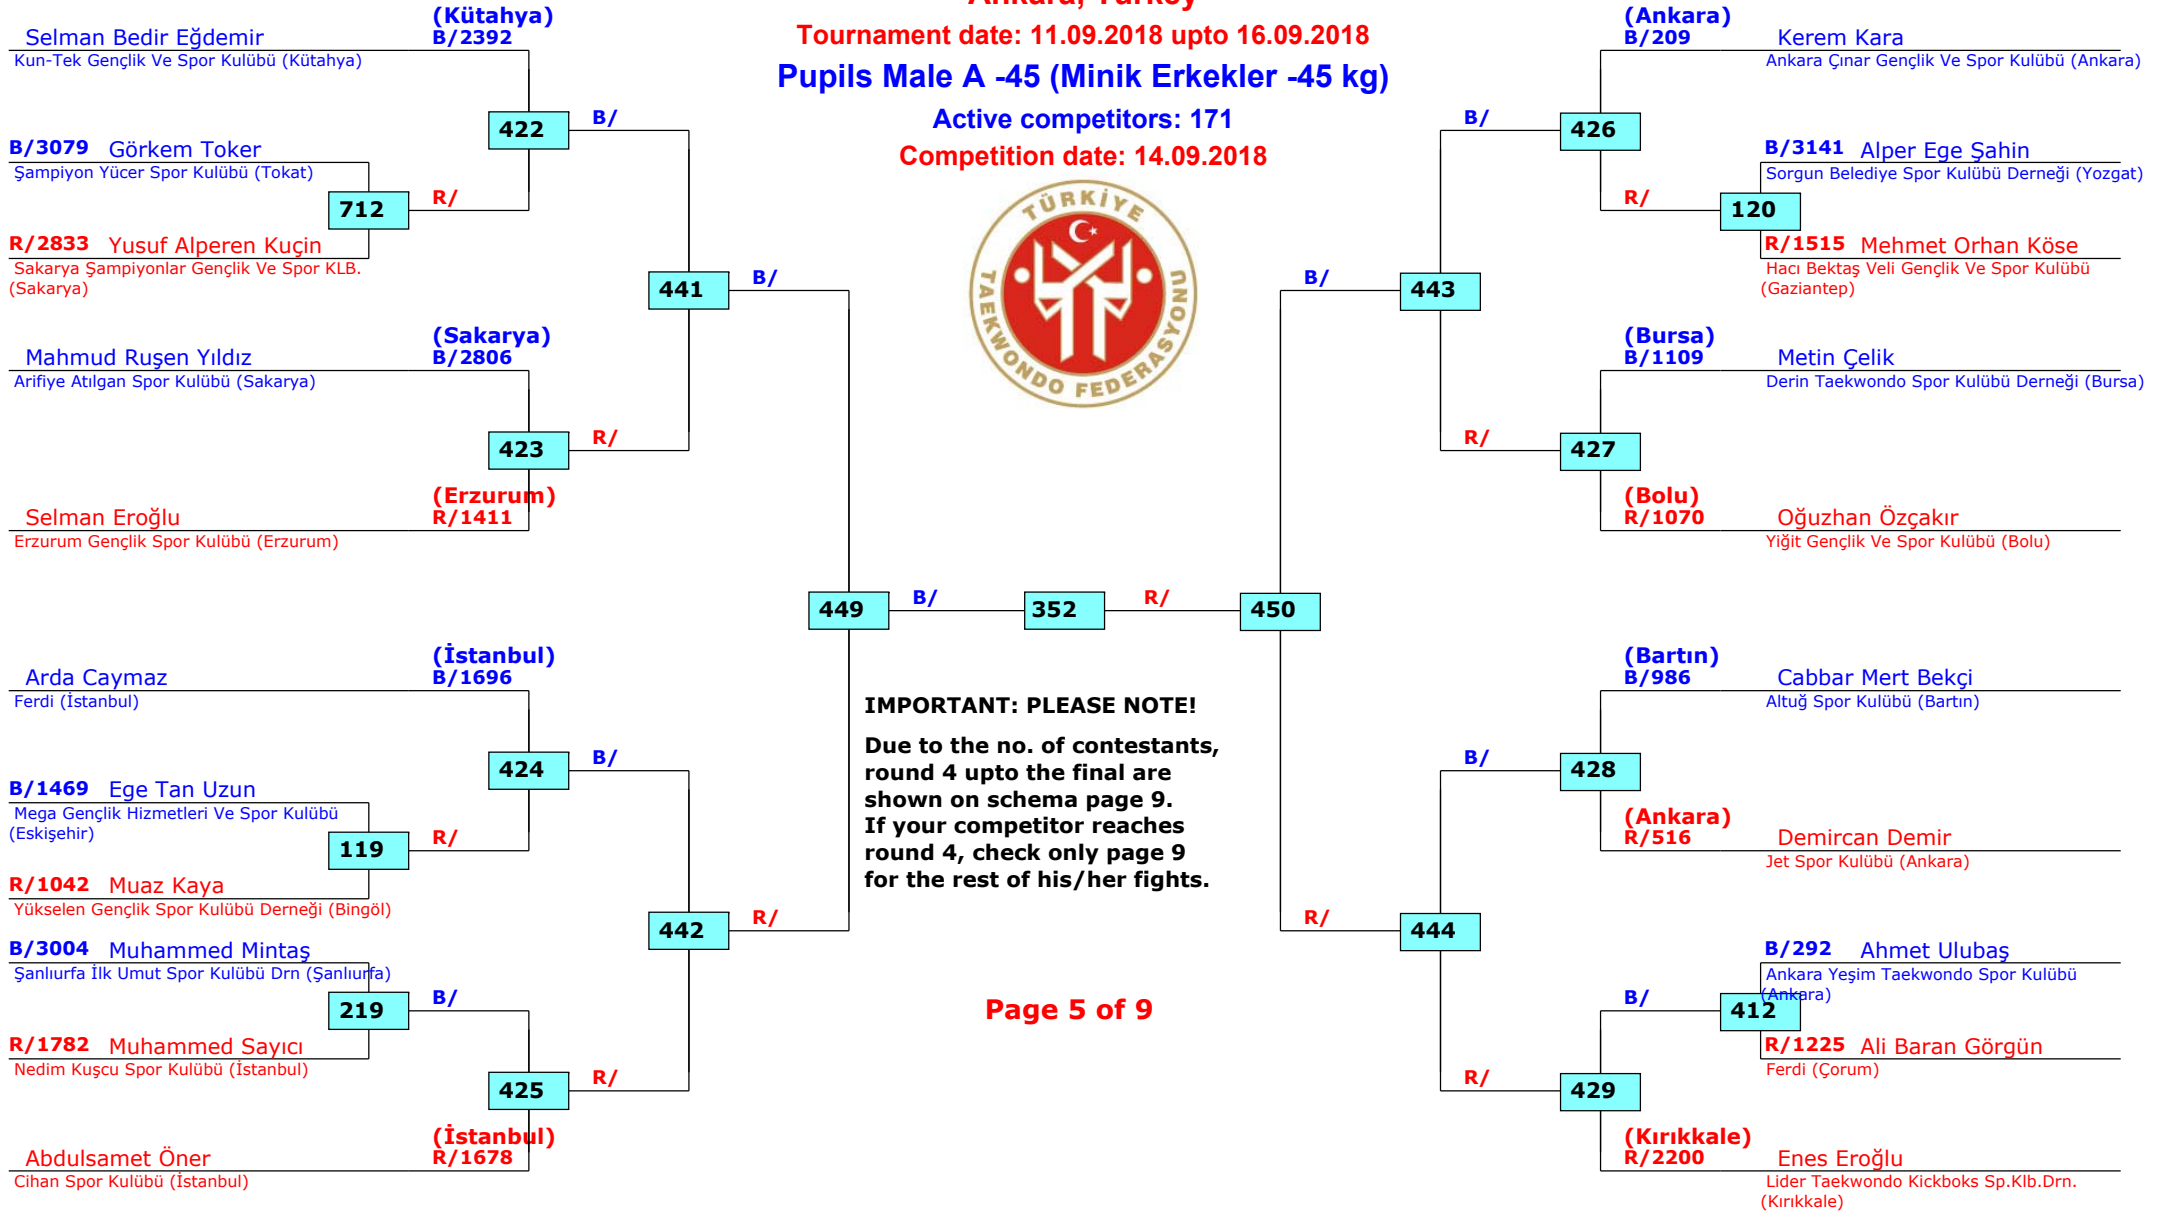 Ankara, Turkey
Tournament date: 11.09.2018 upto 16.09.2018
Pupils Male A -45 (Minik Erkekler -45 kg)
Active competitors: 171
Competition date: 14.09.2018
TÜRKİYE
TAEKWONDO FEDERASYONU
(Kütahya)
Selman Bedir Eğdemir B/2392
Kun-Tek Gençlik Ve Spor Kulübü (Kütahya)
422 B/
B/3079 Görkem Toker
Şampiyon Yücer Spor Kulübü (Tokat)
712 R/
R/2833 Yusuf Alperen Kuçin
Sakarya Şampiyonlar Gençlik Ve Spor KLB.
(Sakarya)
441 B/
(Sakarya)
Mahmud Ruşen Yıldız B/2806
Arifiye Atılgan Spor Kulübü (Sakarya)
423 R/
(Erzurum)
Selman Eroğlu R/1411
Erzurum Gençlik Spor Kulübü (Erzurum)
449 B/ 352 R/ 450
(İstanbul)
Arda Caymaz B/1696
Ferdi (İstanbul)
424 B/
B/1469 Ege Tan Uzun
Mega Gençlik Hizmetleri Ve Spor Kulübü
(Eskişehir)
119 R/
R/1042 Muaz Kaya
Yükselen Gençlik Spor Kulübü Derneği (Bingöl)
442 R/
B/3004 Muhammed Mintaş
Şanlıurfa İlk Umut Spor Kulübü Drn (Şanlıurfa)
219 B/
R/1782 Muhammed Sayıcı
Nedim Kuşcu Spor Kulübü (İstanbul)
425 R/
(İstanbul)
Abdulsamet Öner R/1678
Cihan Spor Kulübü (İstanbul)
IMPORTANT: PLEASE NOTE!
Due to the no. of contestants,
round 4 upto the final are
shown on schema page 9.
If your competitor reaches
round 4, check only page 9
for the rest of his/her fights.
Page 5 of 9
(Ankara)
B/209 Kerem Kara
Ankara Çınar Gençlik Ve Spor Kulübü (Ankara)
B/ 426
B/3141 Alper Ege Şahin
Sorgun Belediye Spor Kulübü Derneği (Yozgat)
R/ 120
R/1515 Mehmet Orhan Köse
Hacı Bektaş Veli Gençlik Ve Spor Kulübü
(Gaziantep)
B/ 443
(Bursa)
B/1109 Metin Çelik
Derin Taekwondo Spor Kulübü Derneği (Bursa)
R/ 427
(Bolu)
R/1070 Oğuzhan Özçakır
Yiğit Gençlik Ve Spor Kulübü (Bolu)
(Bartın)
B/986 Cabbar Mert Bekçi
Altuğ Spor Kulübü (Bartın)
B/ 428
(Ankara)
R/516 Demircan Demir
Jet Spor Kulübü (Ankara)
R/ 444
B/292 Ahmet Ulubaş
Ankara Yeşim Taekwondo Spor Kulübü
(Ankara)
B/ 412
R/1225 Ali Baran Görgün
Ferdi (Çorum)
R/ 429
(Kırıkkale)
R/2200 Enes Eroğlu
Lider Taekwondo Kickboks Sp.Klb.Drn.
(Kırıkkale)